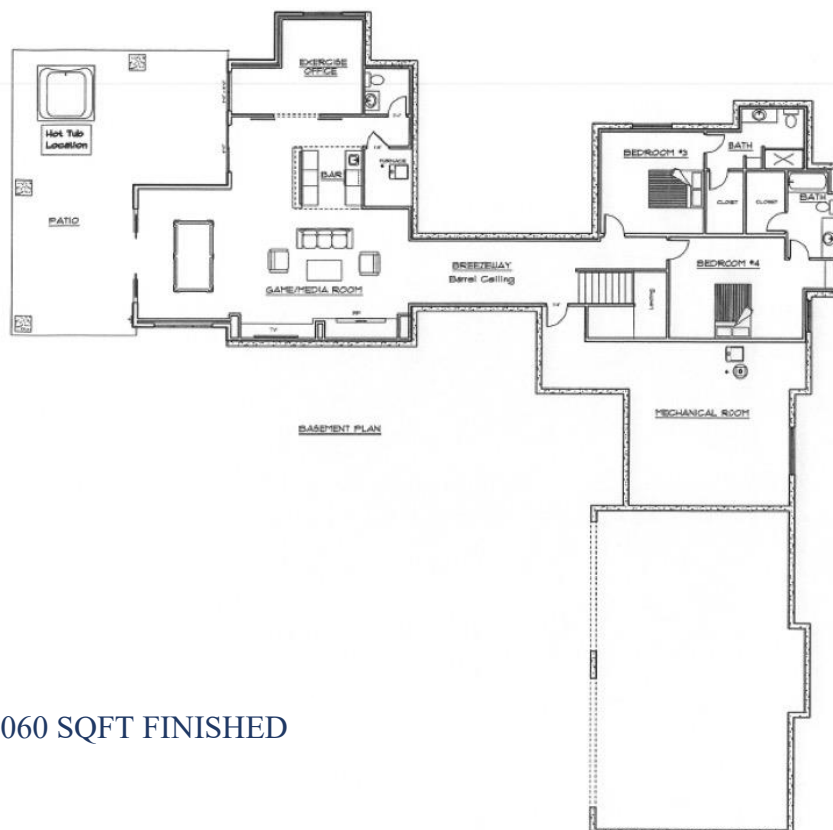 EXERCISE
OFFICE
Hot Tub
Location
BAR
FURNACE
PATIO
GAME/MEDIA ROOM
TV
BREEZEWAY
Barrel Ceiling
BEDROOM #3
BATH
CLOSET
CLOSET
BATH
BEDROOM #4
MECHANICAL ROOM
BASEMENT PLAN
060 SQFT FINISHED